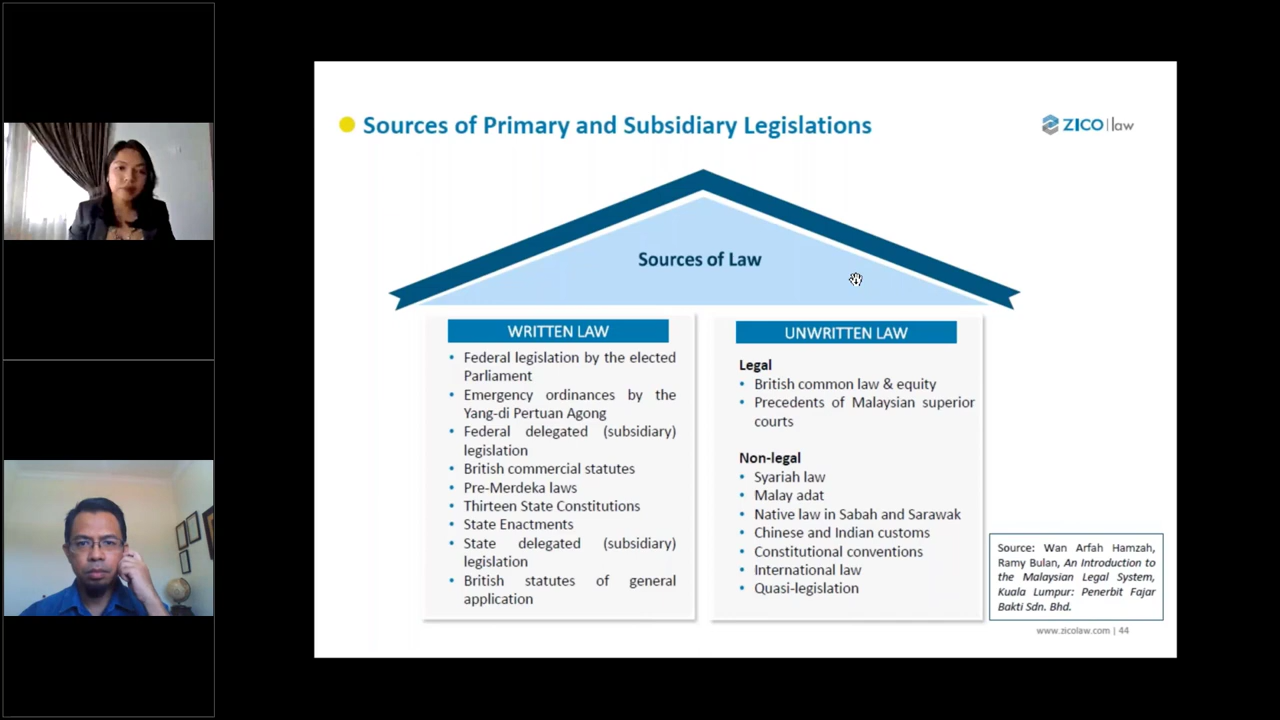 Sources of Primary and Subsidiary Legislations
ZICO|law
Sources of Law
WRITTEN LAW
• Federal legislation by the elected
Parliament
• Emergency ordinances by the
Yang-di Pertuan Agong
• Federal delegated (subsidiary)
legislation
• British commercial statutes
• Pre-Merdeka laws
• Thirteen State Constitutions
• State Enactments
• State delegated (subsidiary)
legislation
• British statutes of general
application
UNWRITTEN LAW
Legal
• British common law & equity
• Precedents of Malaysian superior
courts
Non-legal
• Syariah law
• Malay adat
• Native law in Sabah and Sarawak
• Chinese and Indian customs
• Constitutional conventions
• International law
• Quasi-legislation
Source: Wan Arfah Hamzah,
Ramy Bulan, An Introduction to
the Malaysian Legal System,
Kuala Lumpur: Penerbit Fajar
Bakti Sdn. Bhd.
www.zicolaw.com | 44